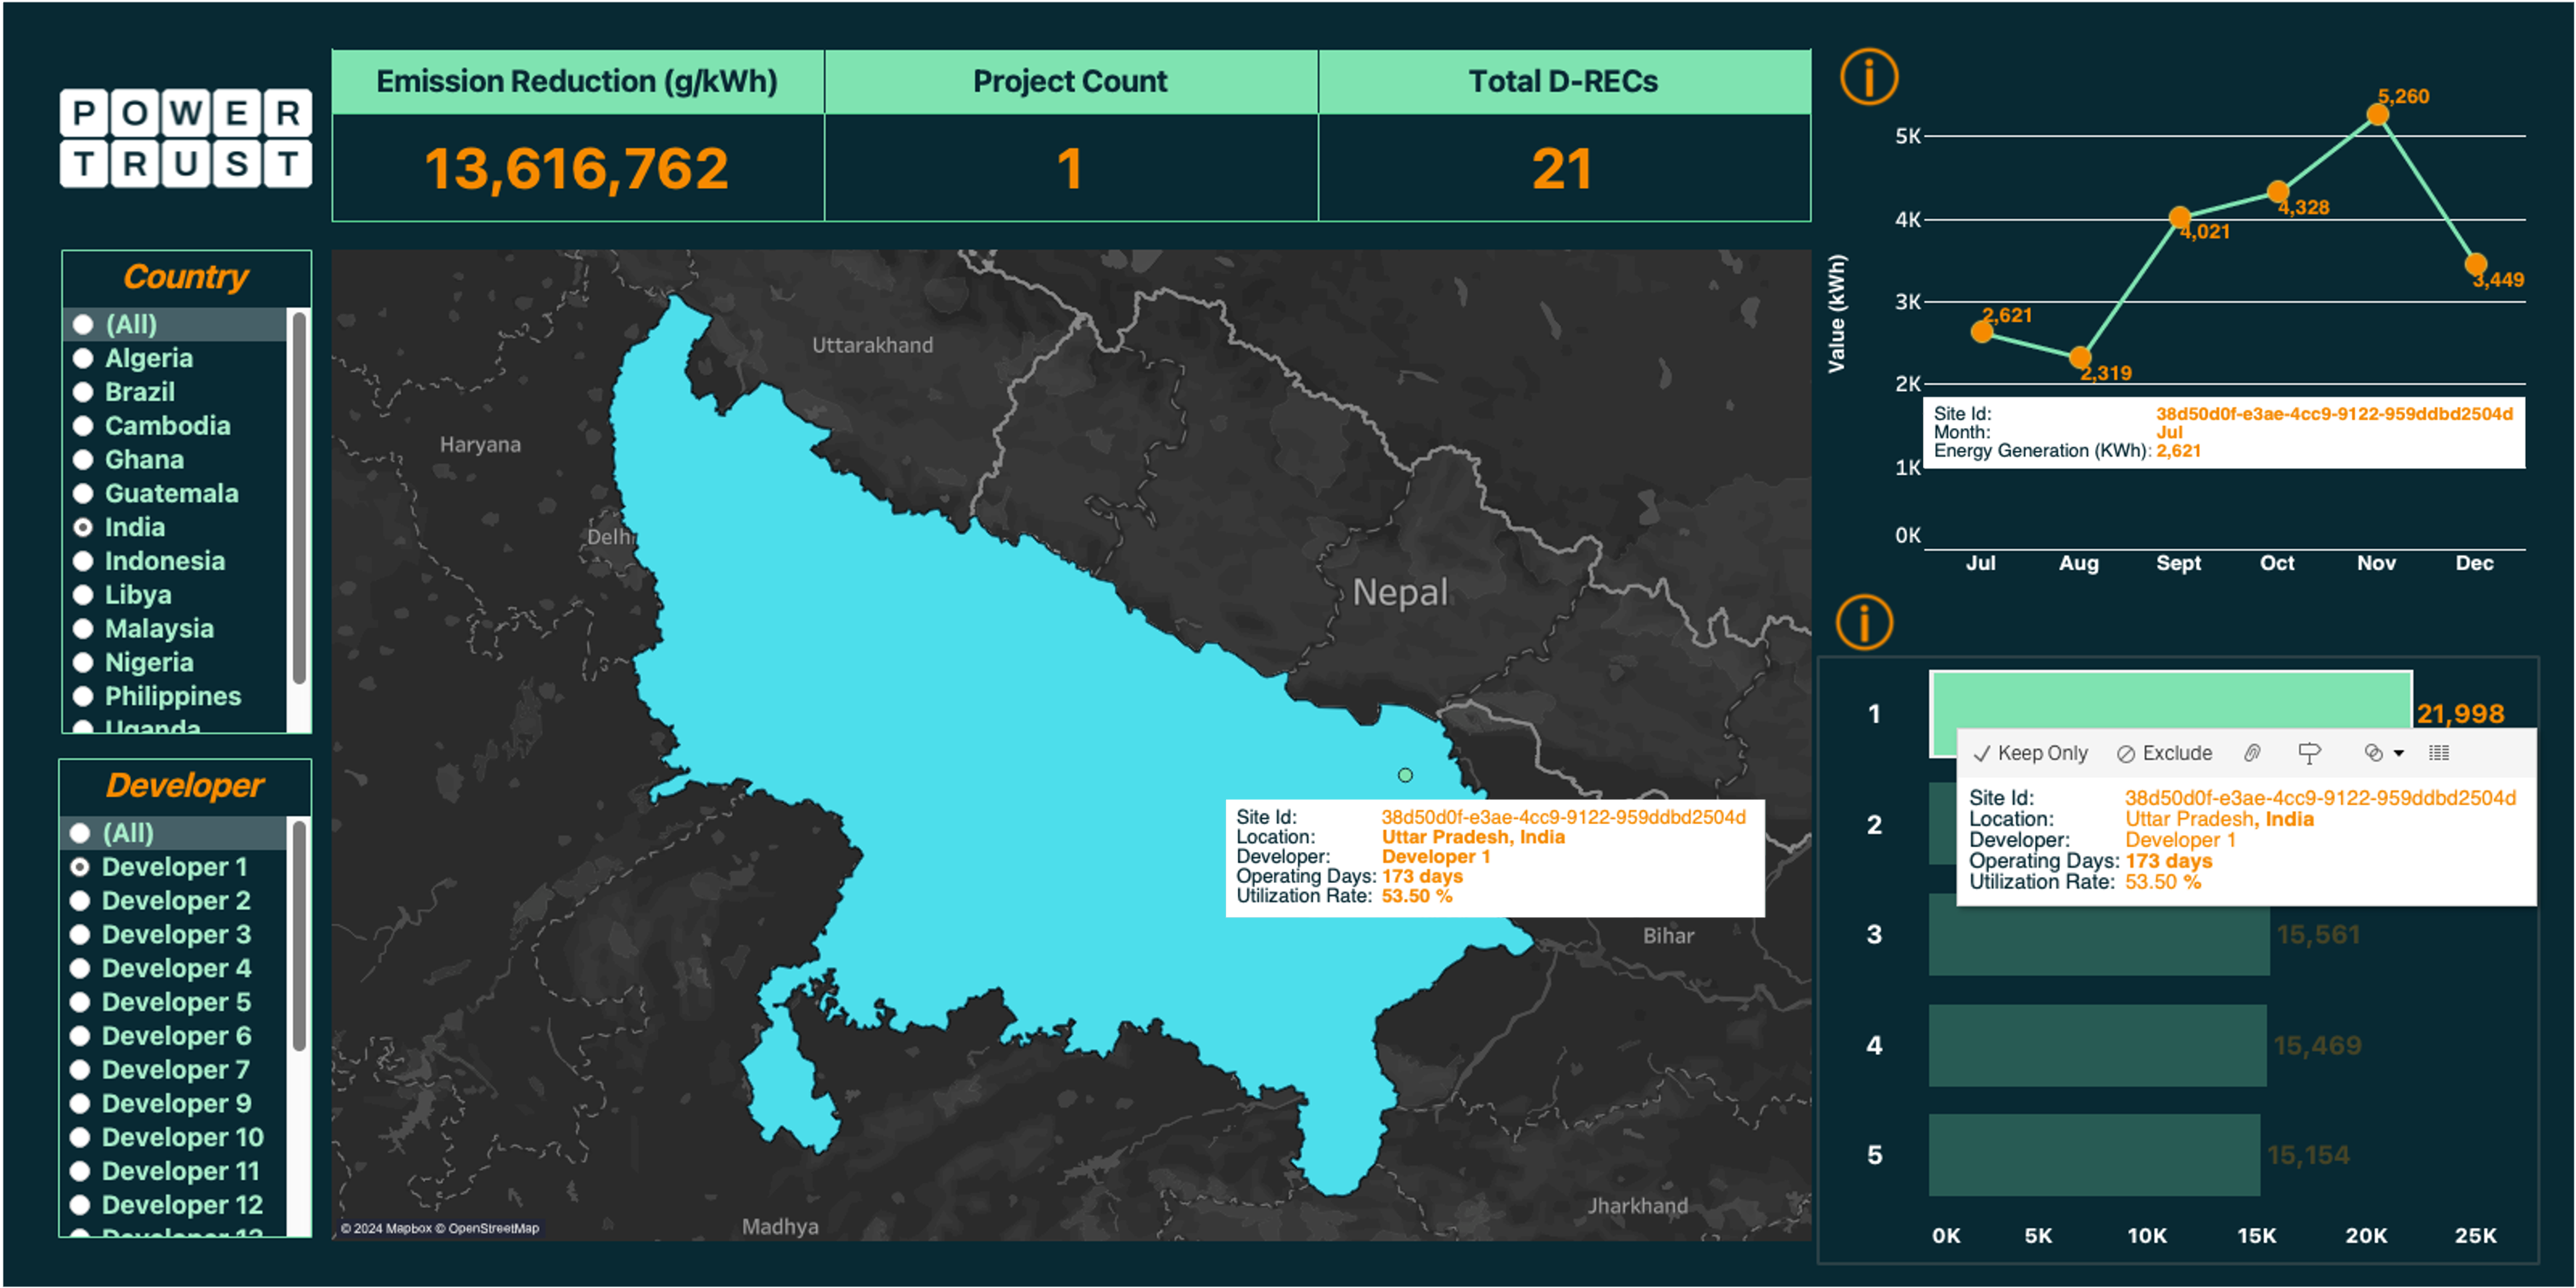 POWER
TRUST
Emission Reduction (g/kWh)
Project Count
Total D-RECs
13,616,762
1
21
Country
(All)
Algeria
Brazil
Cambodia
Ghana
Guatemala
India
Indonesia
Libya
Malaysia
Nigeria
Philippines
Uganda
Developer
(All)
Developer 1
Developer 2
Developer 3
Developer 4
Developer 5
Developer 6
Developer 7
Developer 9
Developer 10
Developer 11
Developer 12
Developer 13
Uttarakhand
Haryana
Delhi
Nepal
Bihar
Jharkhand
Madhya
Site Id: 38d50d0f-e3ae-4cc9-9122-959ddbd2504d
Location: Uttar Pradesh, India
Developer: Developer 1
Operating Days: 173 days
Utilization Rate: 53.50 %
© 2024 Mapbox © OpenStreetMap
i
Value (kWh)
5K
4K
3K
2K
1K
0K
2,621
2,319
4,021
4,328
5,260
3,449
Site Id: 38d50d0f-e3ae-4cc9-9122-959ddbd2504d
Month: Jul
Energy Generation (KWh): 2,621
Jul Aug Sept Oct Nov Dec
i
1 21,998
Keep Only Exclude
Site Id: 38d50d0f-e3ae-4cc9-9122-959ddbd2504d
Location: Uttar Pradesh, India
Developer: Developer 1
Operating Days: 173 days
Utilization Rate: 53.50 %
2
3 15,561
4 15,469
5 15,154
0K 5K 10K 15K 20K 25K